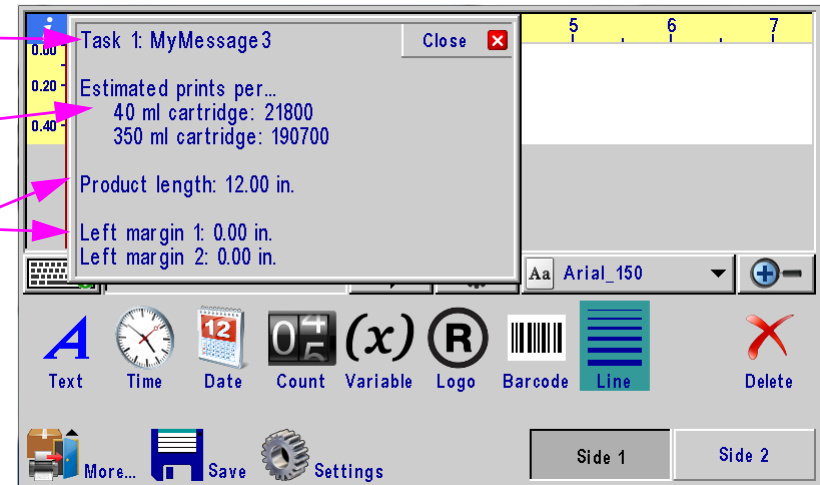 i
5 6 7
0.00
0.20
0.40
Task 1: MyMessage3
Close
Estimated prints per...
40 ml cartridge: 21800
350 ml cartridge: 190700
Product length: 12.00 in.
Left margin 1: 0.00 in.
Left margin 2: 0.00 in.
Aa Arial_150
A 12 05 (x) R
Text Time Date Count Variable Logo Barcode Line Delete
More... Save Settings Side 1 Side 2